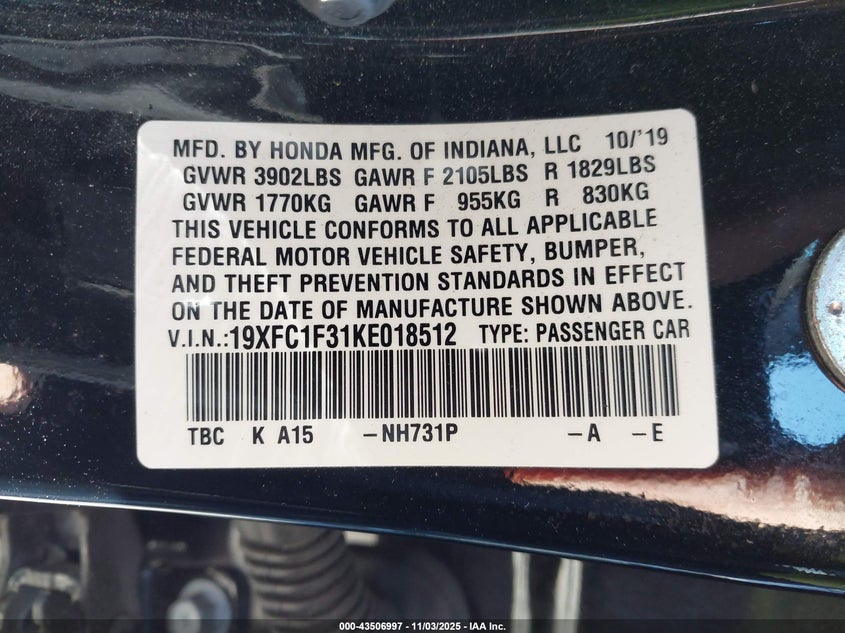 MFD. BY HONDA MFG. OF INDIANA, LLC 10/'19
GVWR 3902LBS GAWR F 2105LBS R 1829LBS
GVWR 1770KG GAWR F 955KG R 830KG
THIS VEHICLE CONFORMS TO ALL APPLICABLE
FEDERAL MOTOR VEHICLE SAFETY, BUMPER,
AND THEFT PREVENTION STANDARDS IN EFFECT
ON THE DATE OF MANUFACTURE SHOWN ABOVE.
V.I.N.:19XFC1F31KE018512 TYPE: PASSENGER CAR
TBC K A15 -NH731P -A -E
000-43506997 - 11/03/2025 - IAA Inc.